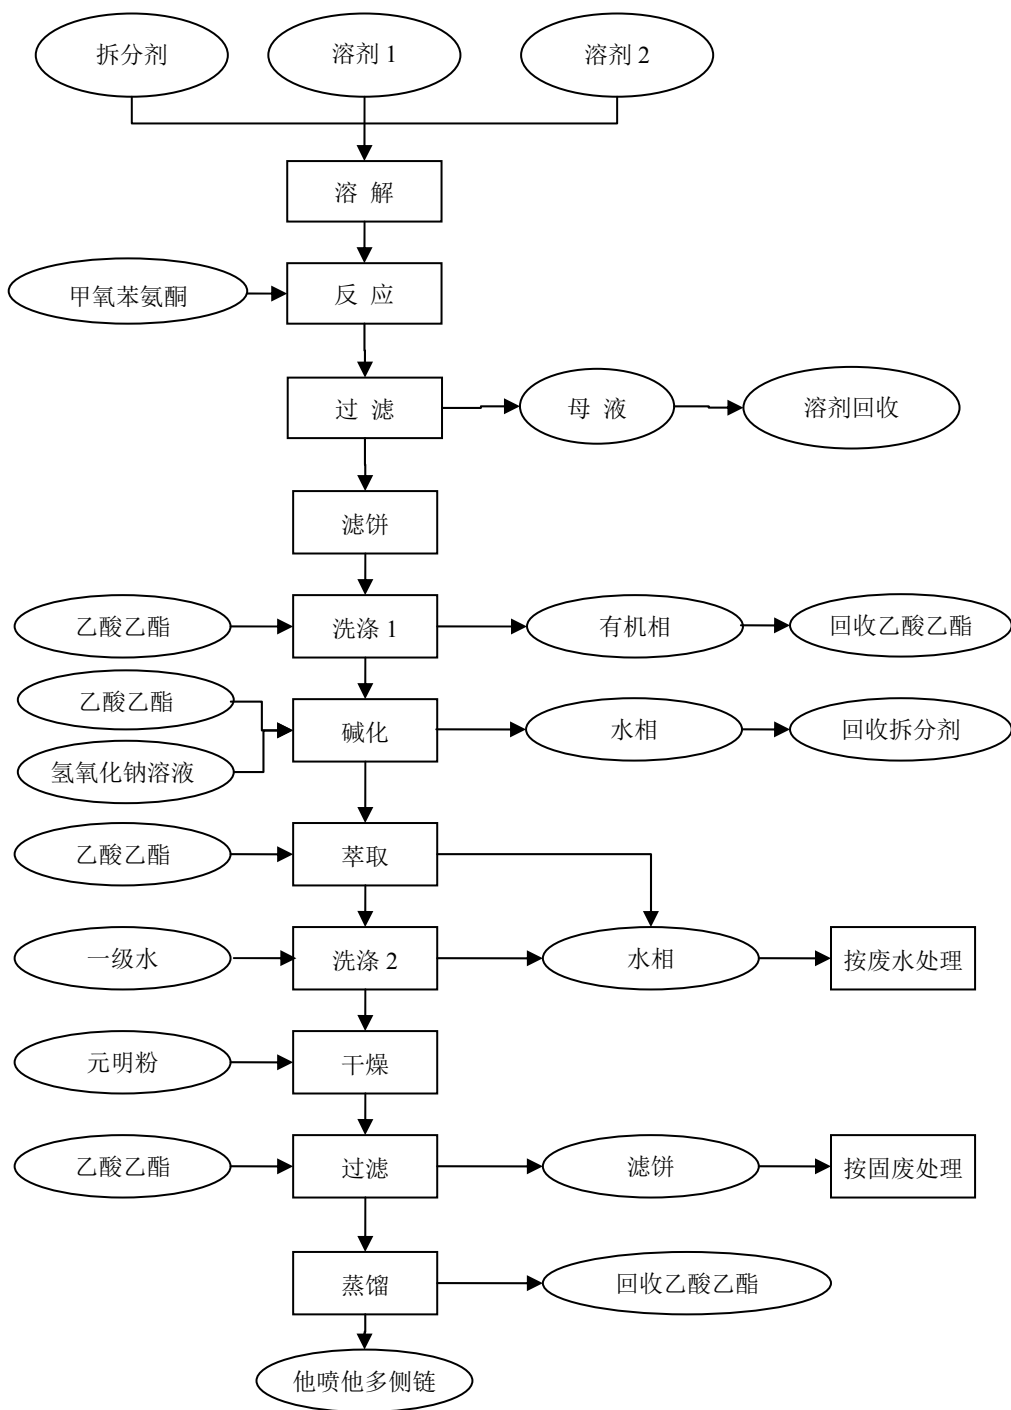 拆分剂
溶剂 1
溶剂 2
溶 解
甲氧苯氨酮
反 应
过 滤
母 液
溶剂回收
滤饼
乙酸乙酯
洗涤 1
有机相
回收乙酸乙酯
乙酸乙酯
氢氧化钠溶液
碱化
水相
回收拆分剂
乙酸乙酯
萃取
一级水
洗涤 2
水相
按废水处理
元明粉
干燥
乙酸乙酯
过滤
滤饼
按固废处理
蒸馏
回收乙酸乙酯
他喷他多侧链